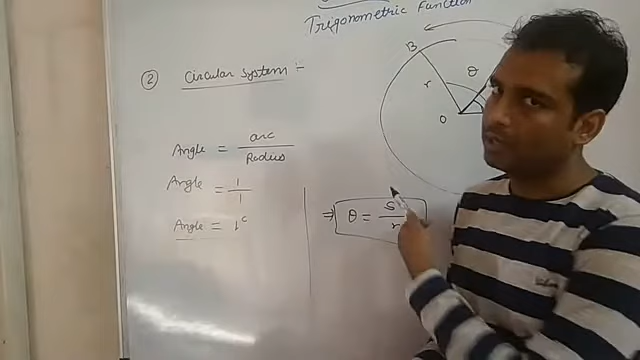 Trigonometric Function
② Circular system :-
B
θ
r
O
Angle = arc / Radius
Angle = 1 / 1
Angle = 1ᶜ
⇒ θ = S / r